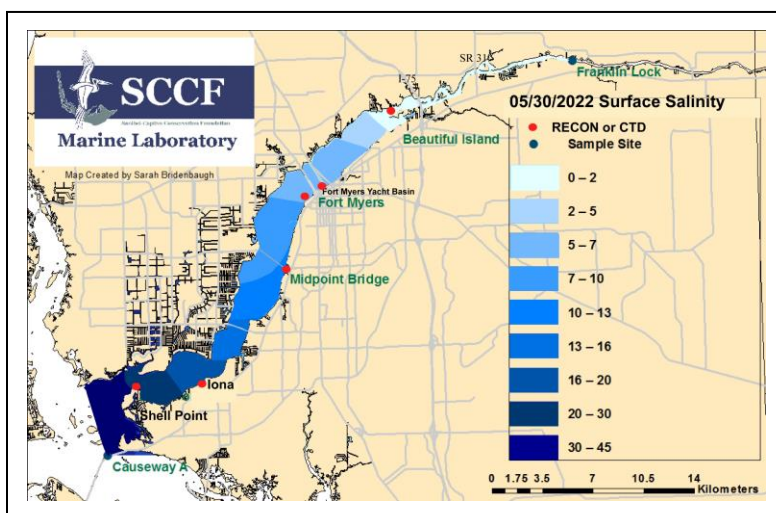 SCCF
Marine Laboratory
Map Created by Sarah Bridenbaugh
I-75
SR 31
Franklin Lock
05/30/2022 Surface Salinity
RECON or CTD
Sample Site
Beautiful Island
0 – 2
2 – 5
5 – 7
7 – 10
10 – 13
13 – 16
16 – 20
20 – 30
30 – 45
Fort Myers Yacht Basin
Fort Myers
Midpoint Bridge
Iona
Shell Point
Causeway A
0 1.75 3.5 7 10.5 14
Kilometers